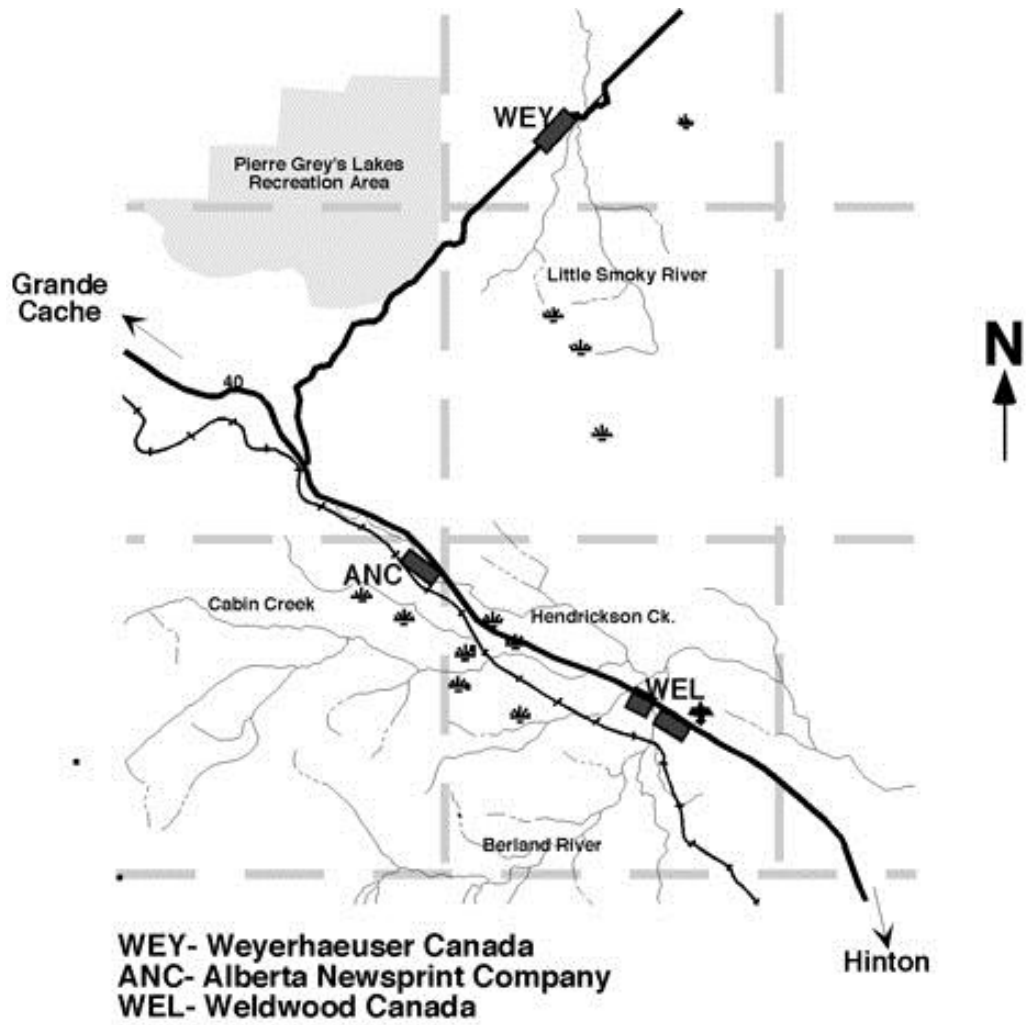 WEY
Pierre Grey's Lakes
Recreation Area
Little Smoky River
Grande
Cache
N
40
ANC
Cabin Creek
Hendrickson Ck.
WEL
Berland River
WEY- Weyerhaeuser Canada
ANC- Alberta Newsprint Company
WEL- Weldwood Canada
Hinton